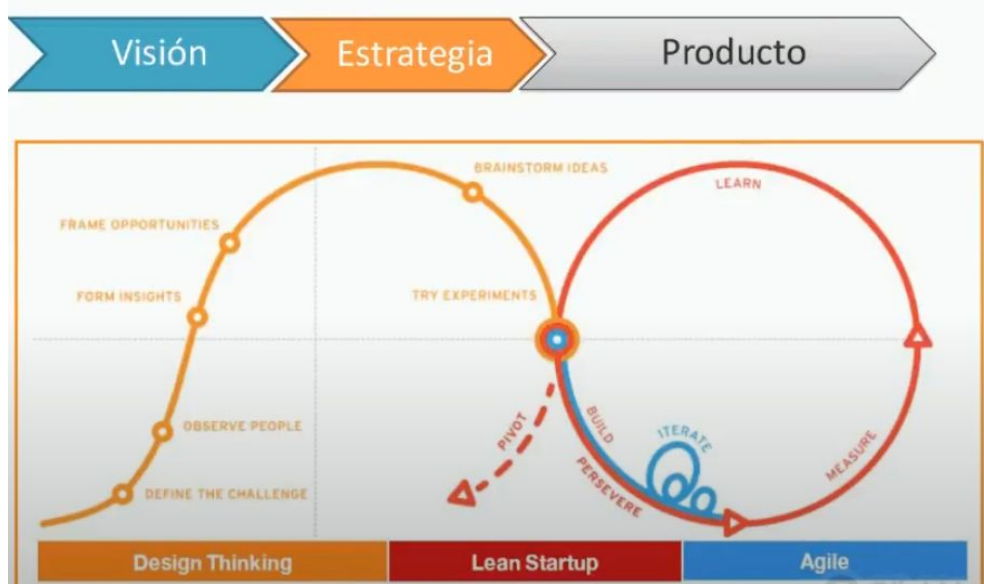 Visión
Estrategia
Producto
BRAINSTORM IDEAS
LEARN
FRAME OPPORTUNITIES
FORM INSIGHTS
TRY EXPERIMENTS
OBSERVE PEOPLE
DEFINE THE CHALLENGE
PIVOT
BUILD
PERSEVERE
ITERATE
MEASURE
Design Thinking
Lean Startup
Agile